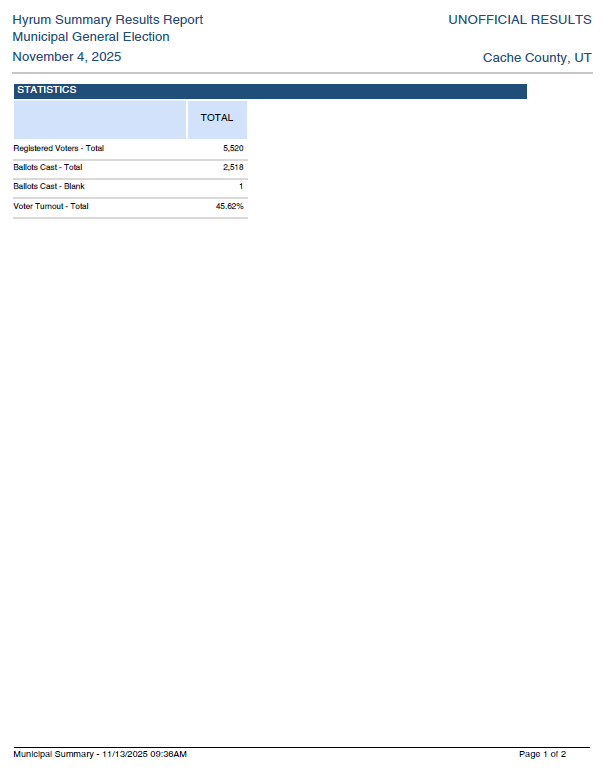 Hyrum Summary Results Report
UNOFFICIAL RESULTS
Municipal General Election
November 4, 2025
Cache County, UT
STATISTICS
TOTAL
Registered Voters - Total 5,520
Ballots Cast - Total 2,518
Ballots Cast - Blank 1
Voter Turnout - Total 45.62%
Municipal Summary - 11/13/2025 09:36AM
Page 1 of 2